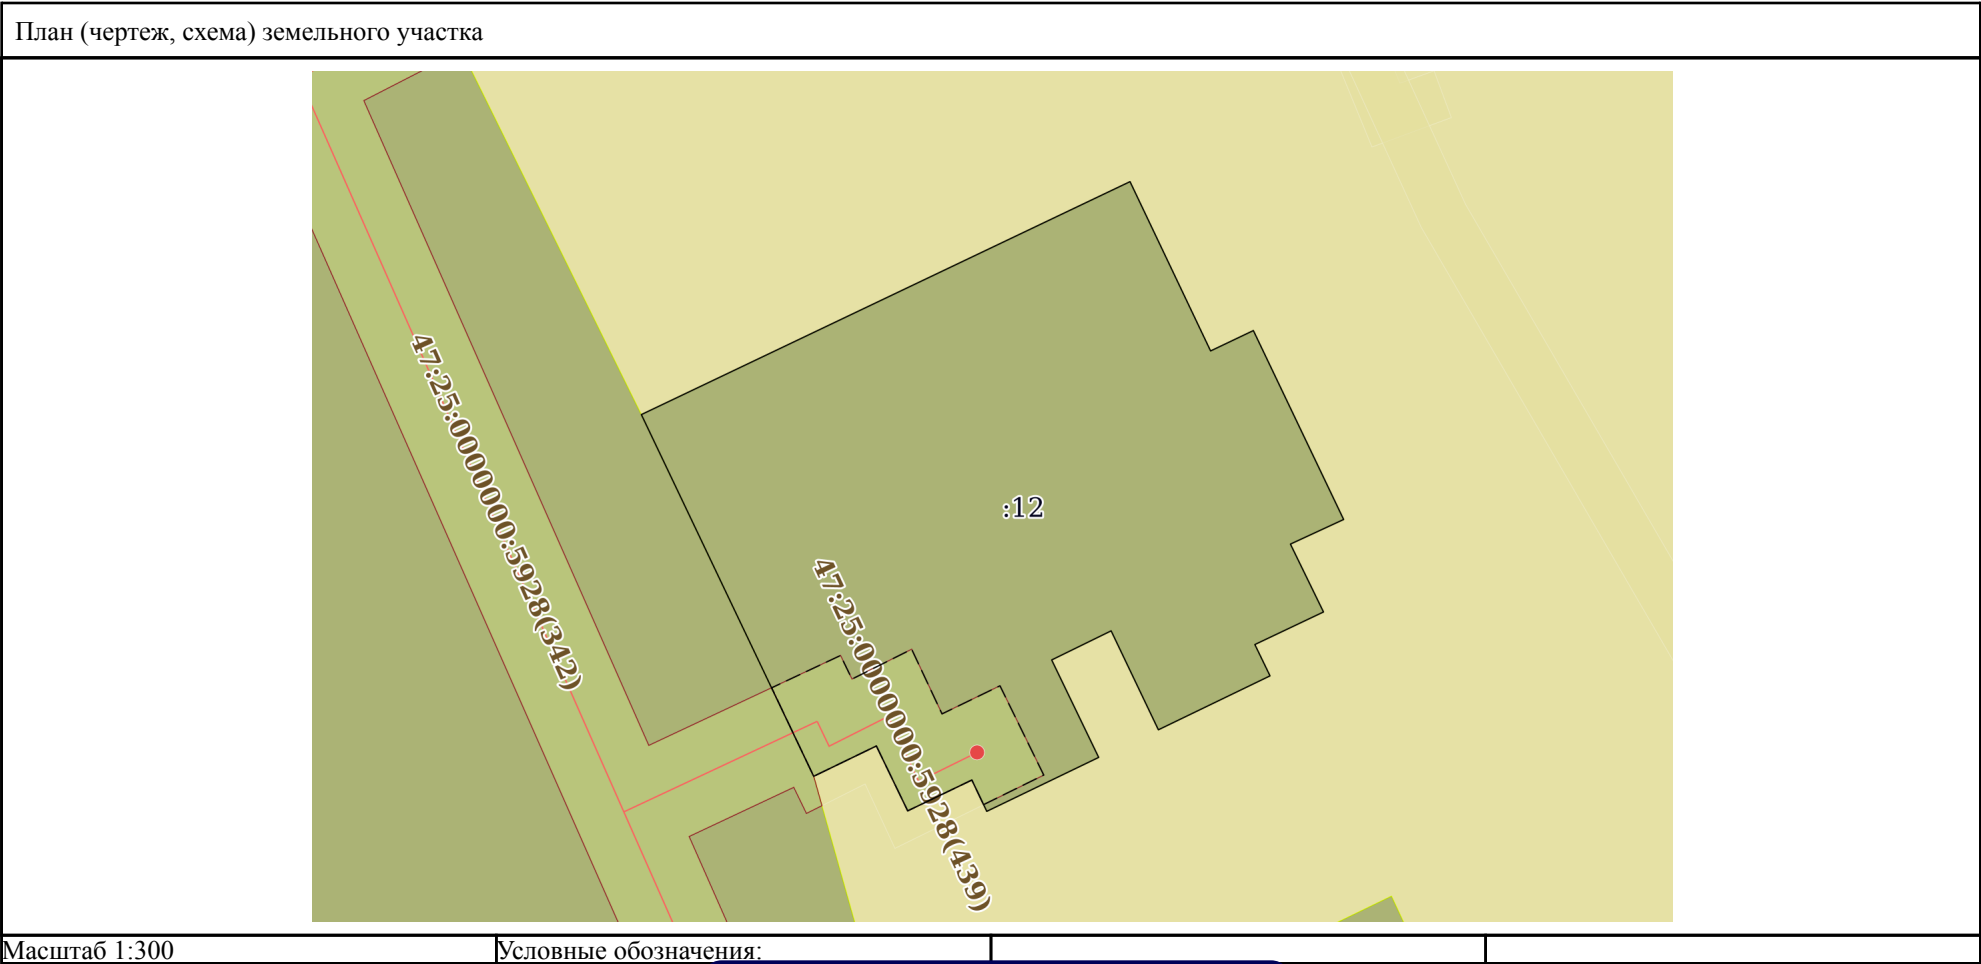 План (чертеж, схема) земельного участка
47:25:0000000:5928(342)
:12
47:25:0000000:5928(439)
Масштаб 1:300
Условные обозначения: